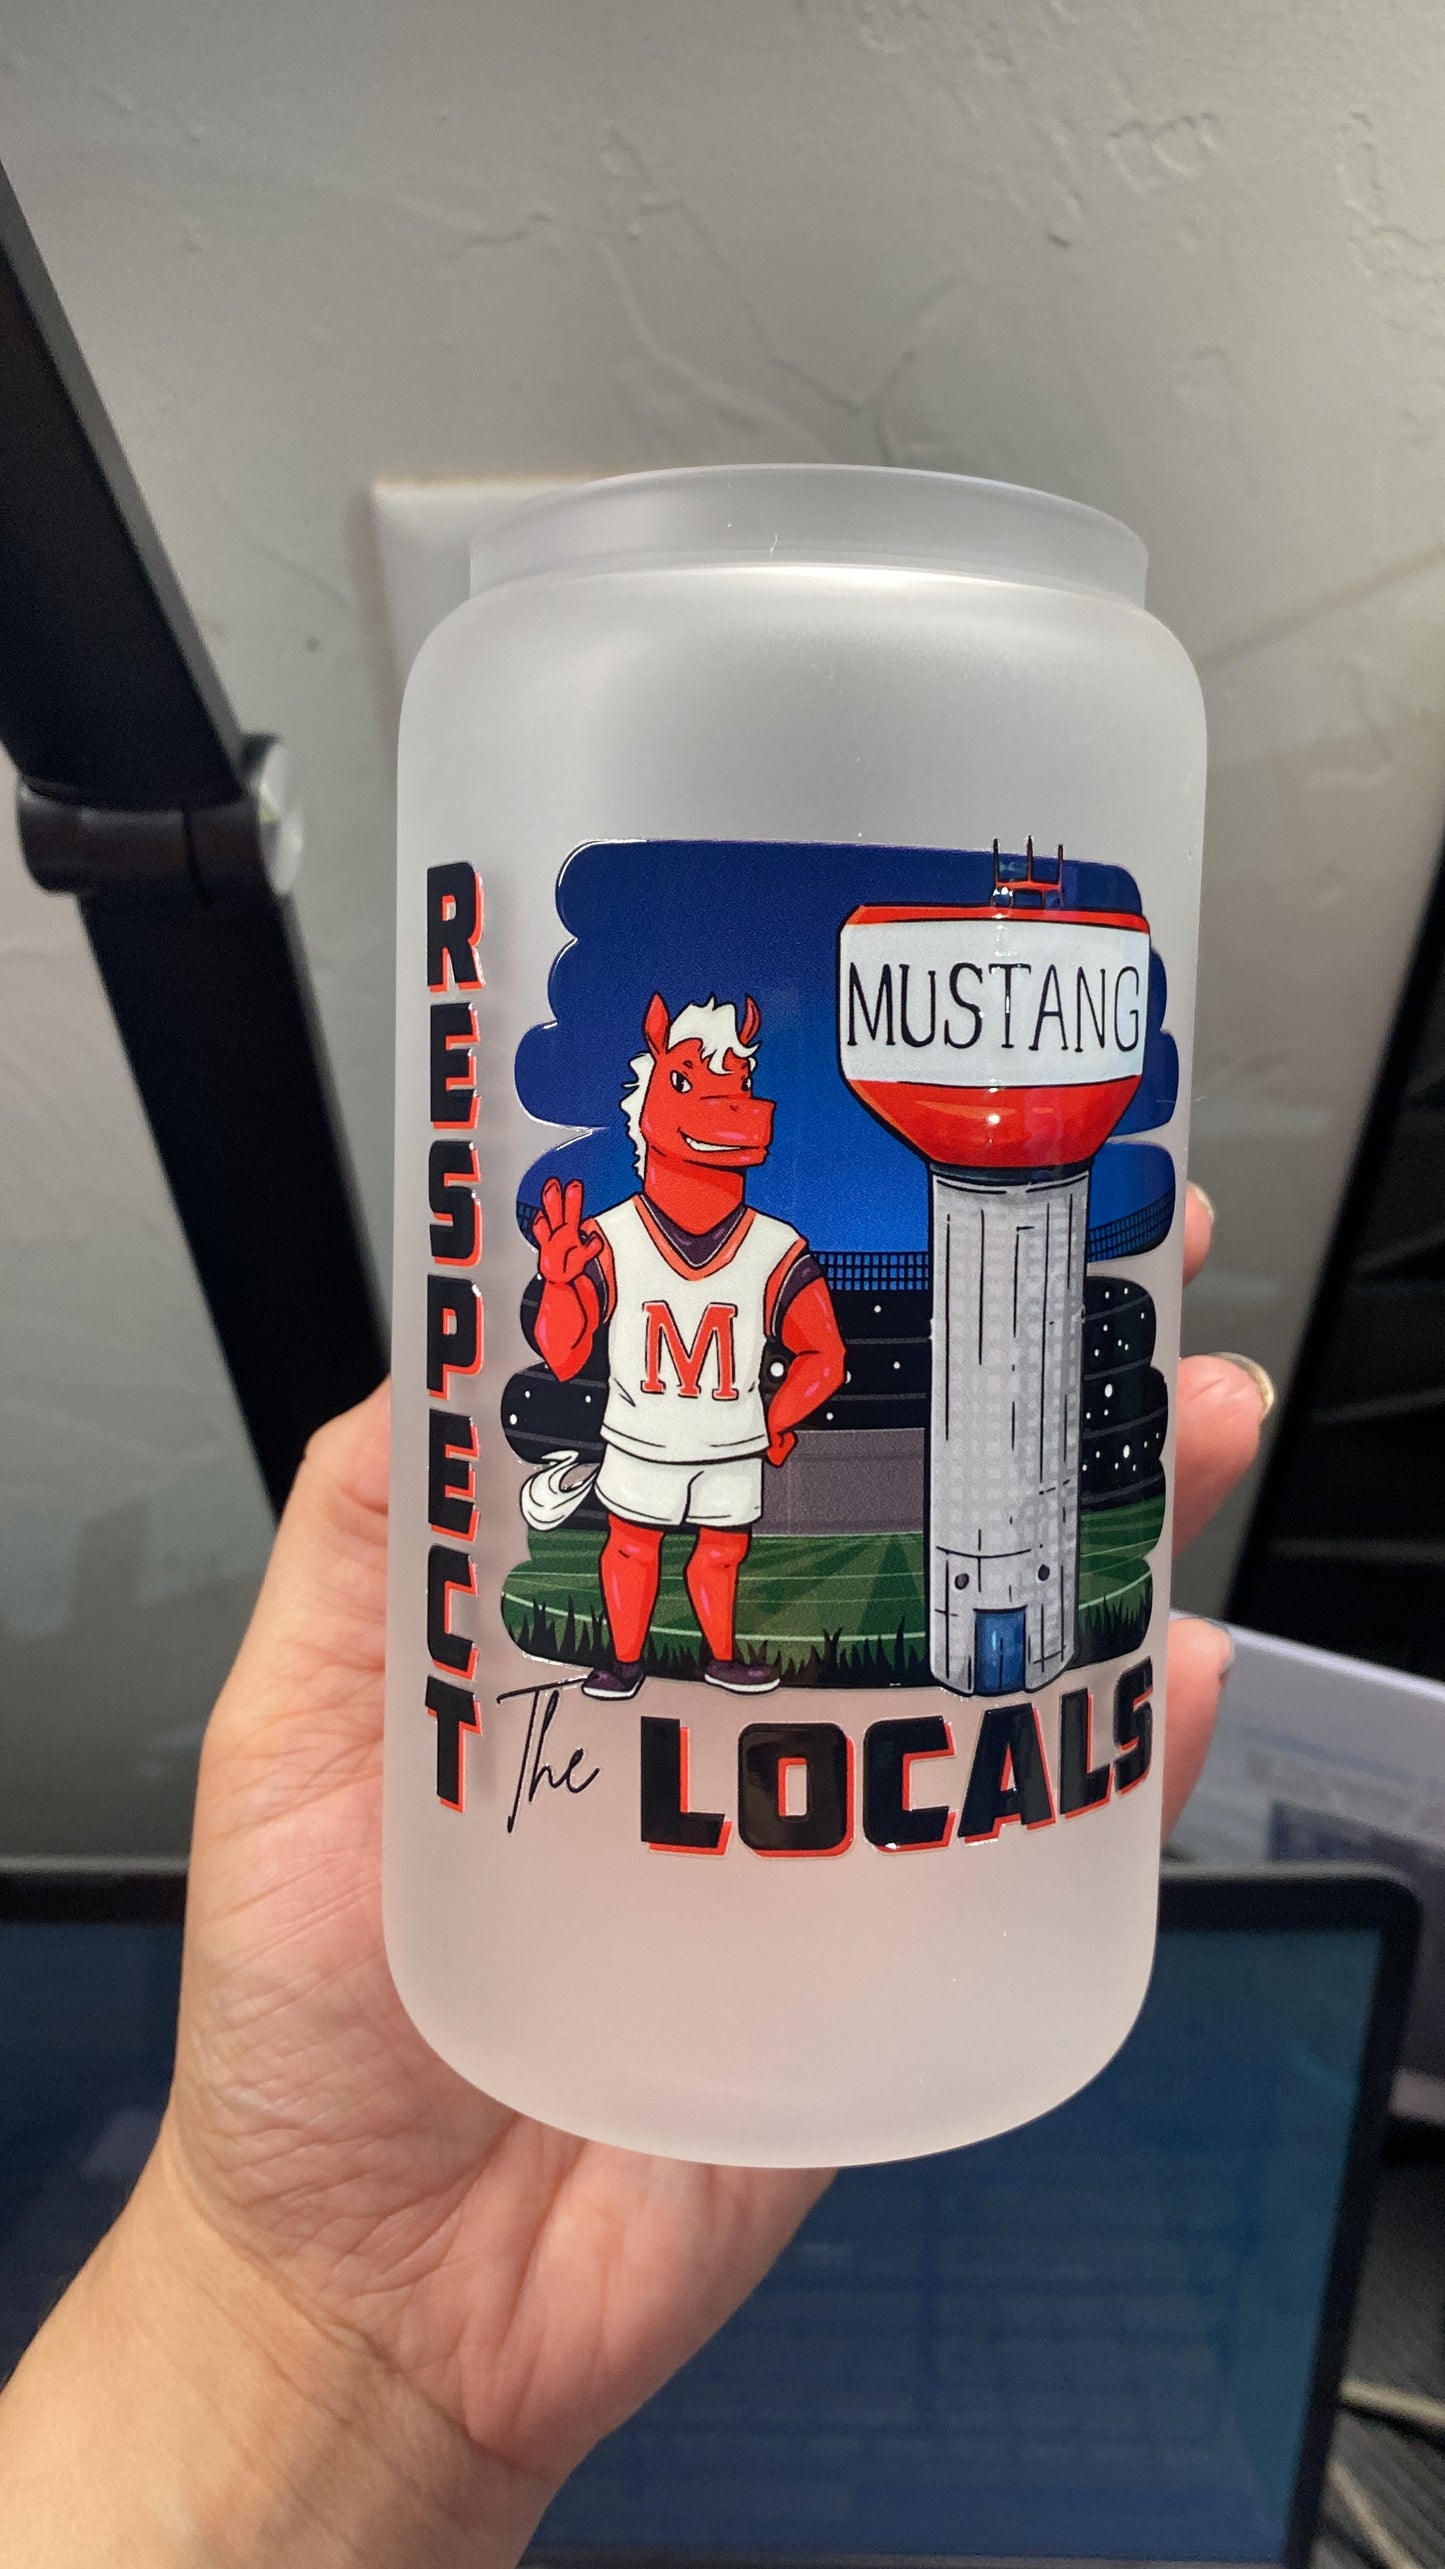 MUSTANG
M
RESPECT
The LOCALS